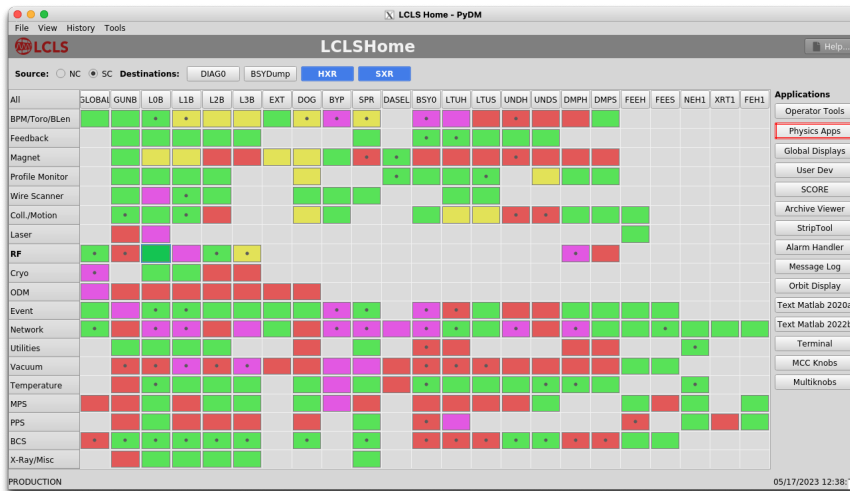 LCLS Home - PyDM
File View History Tools
LCLS LCLSHome Help...
Source: NC SC Destinations: DIAG0 BSYDump HXR SXR
All GLOBAL GUNB L0B L1B L2B L3B EXT DOG BYP SPR DASEL BSY0 LTUH LTUS UNDH UNDS DMPH DMPS FEEH FEES NEH1 XRT1 FEH1
Applications
BPM/Toro/BLen
Operator Tools
Feedback
Physics Apps
Magnet
Global Displays
Profile Monitor
User Dev
Wire Scanner
SCORE
Coll./Motion
Archive Viewer
Laser
StripTool
RF
Alarm Handler
Cryo
Message Log
ODM
Orbit Display
Event
Text Matlab 2020a
Network
Text Matlab 2022b
Utilities
Terminal
Vacuum
MCC Knobs
Temperature
Multiknobs
MPS
PPS
BCS
X-Ray/Misc
PRODUCTION 05/17/2023 12:38: